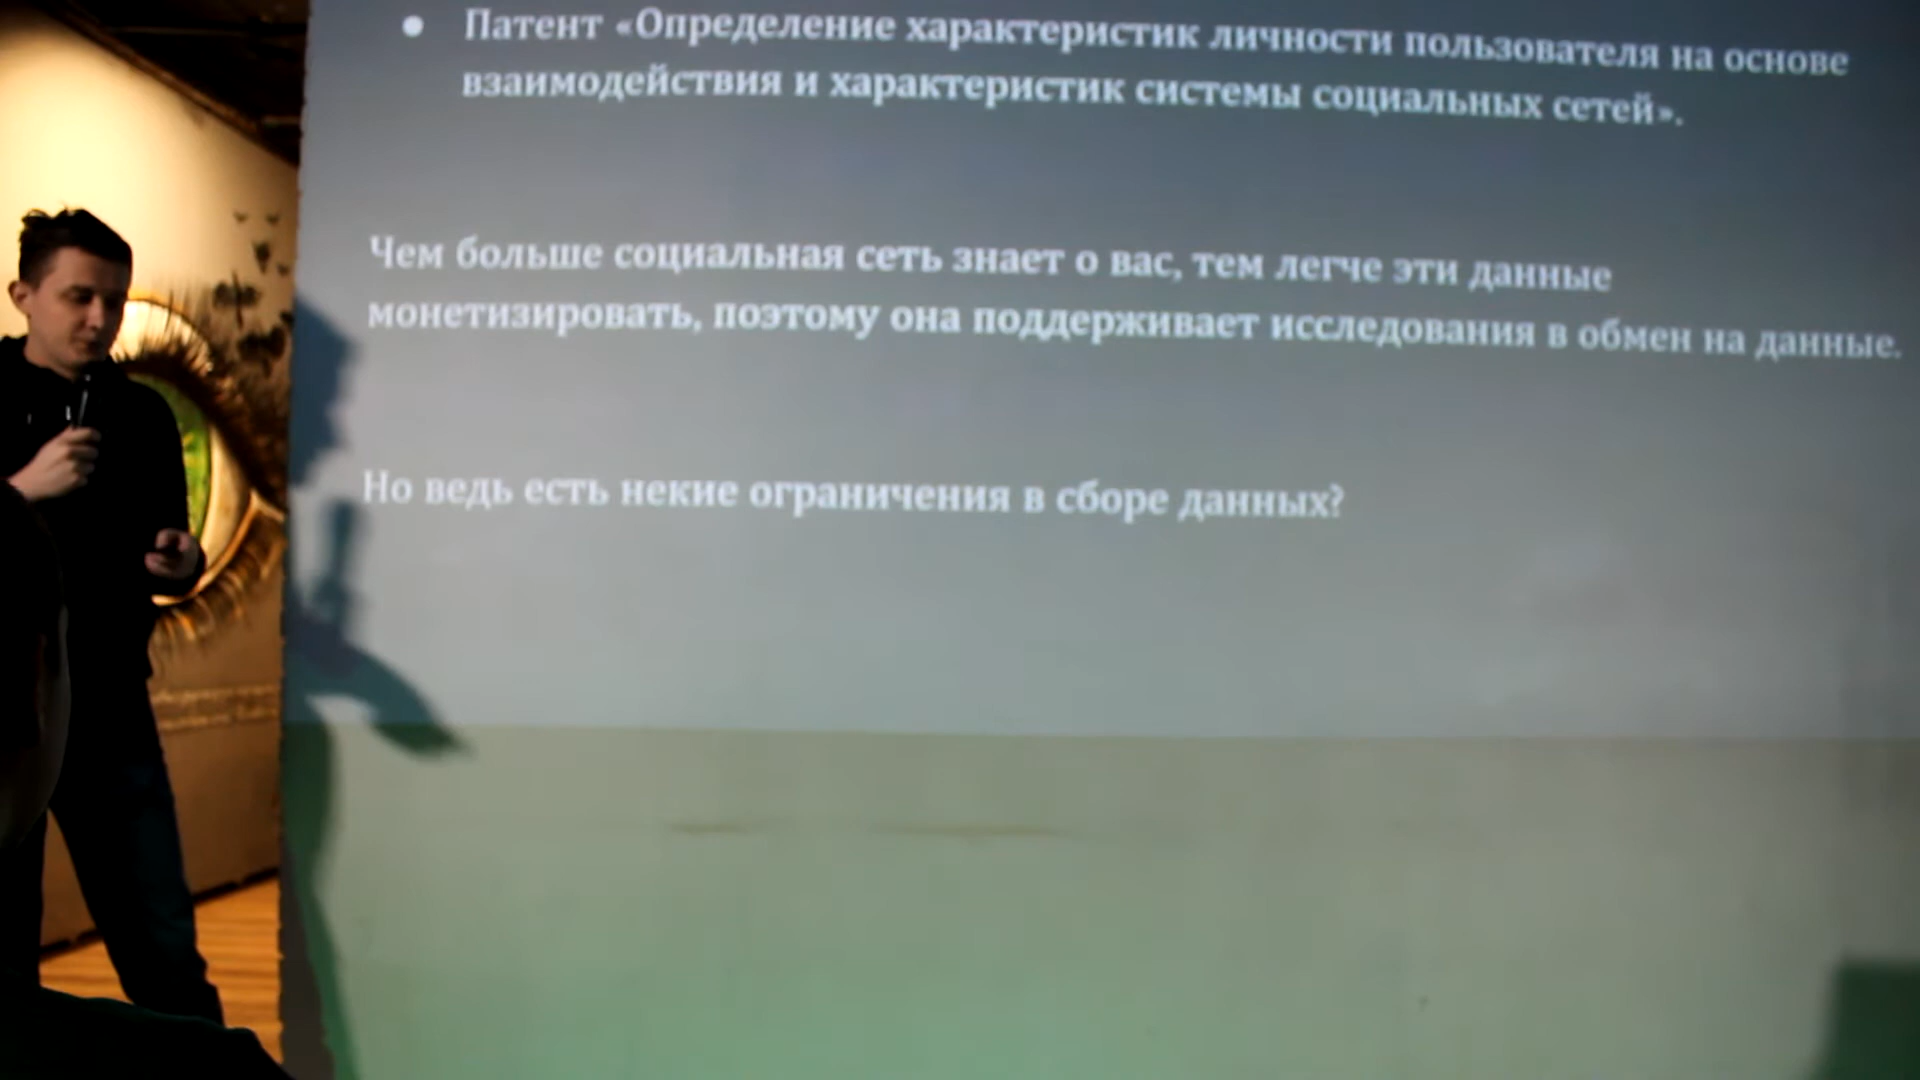 ● Патент «Определение характеристик личности пользователя на основе
взаимодействия и характеристик системы социальных сетей».
Чем больше социальная сеть знает о вас, тем легче эти данные
монетизировать, поэтому она поддерживает исследования в обмен на данные.
Но ведь есть некие ограничения в сборе данных?